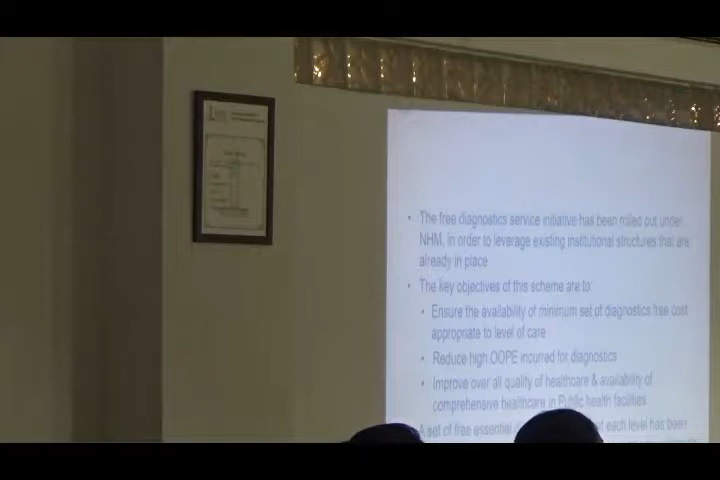 • The free diagnostics service initiative has been rolled out under
NHM, in order to leverage existing institutional structures that are
already in place
• The key objectives of this scheme are to:
• Ensure the availability of minimum set of diagnostics free cost
appropriate to level of care
• Reduce high OOPE incurred for diagnostics
• Improve over all quality of healthcare & availability of
comprehensive healthcare in Public health facilities
A set of free essential each level has been